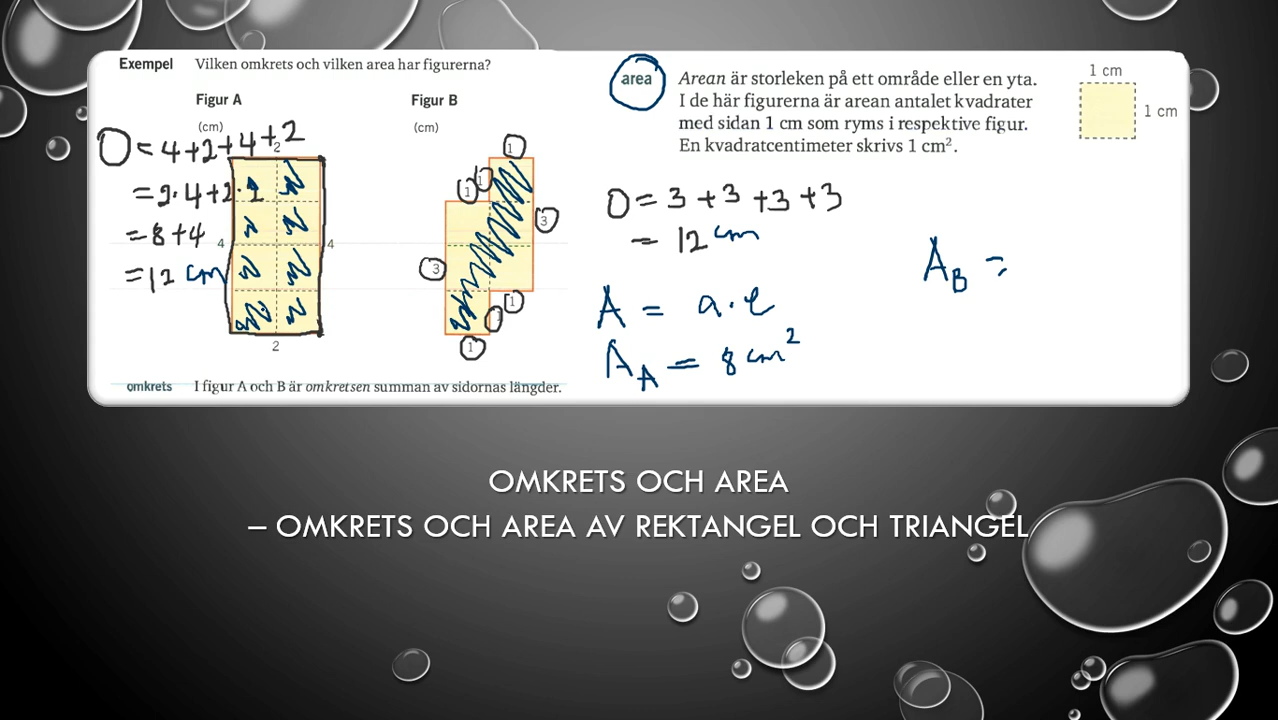 Exempel Vilken omkrets och vilken area har figurerna?
Figur A
(cm)
O = 4+2+4+2
= 2·4+2·2
= 8+4
= 12 cm
2
4
4
2
Figur B
(cm)
1
1
1
3
3
1
1
1
omkrets I figur A och B är omkretsen summan av sidornas längder.
area Arean är storleken på ett område eller en yta.
I de här figurerna är arean antalet kvadrater
med sidan 1 cm som ryms i respektive figur.
En kvadratcentimeter skrivs 1 cm².
1 cm
1 cm
O = 3 + 3 + 3 + 3
= 12 cm
A = a·b
A_A = 8 cm²
A_B =
OMKRETS OCH AREA
– OMKRETS OCH AREA AV REKTANGEL OCH TRIANGEL